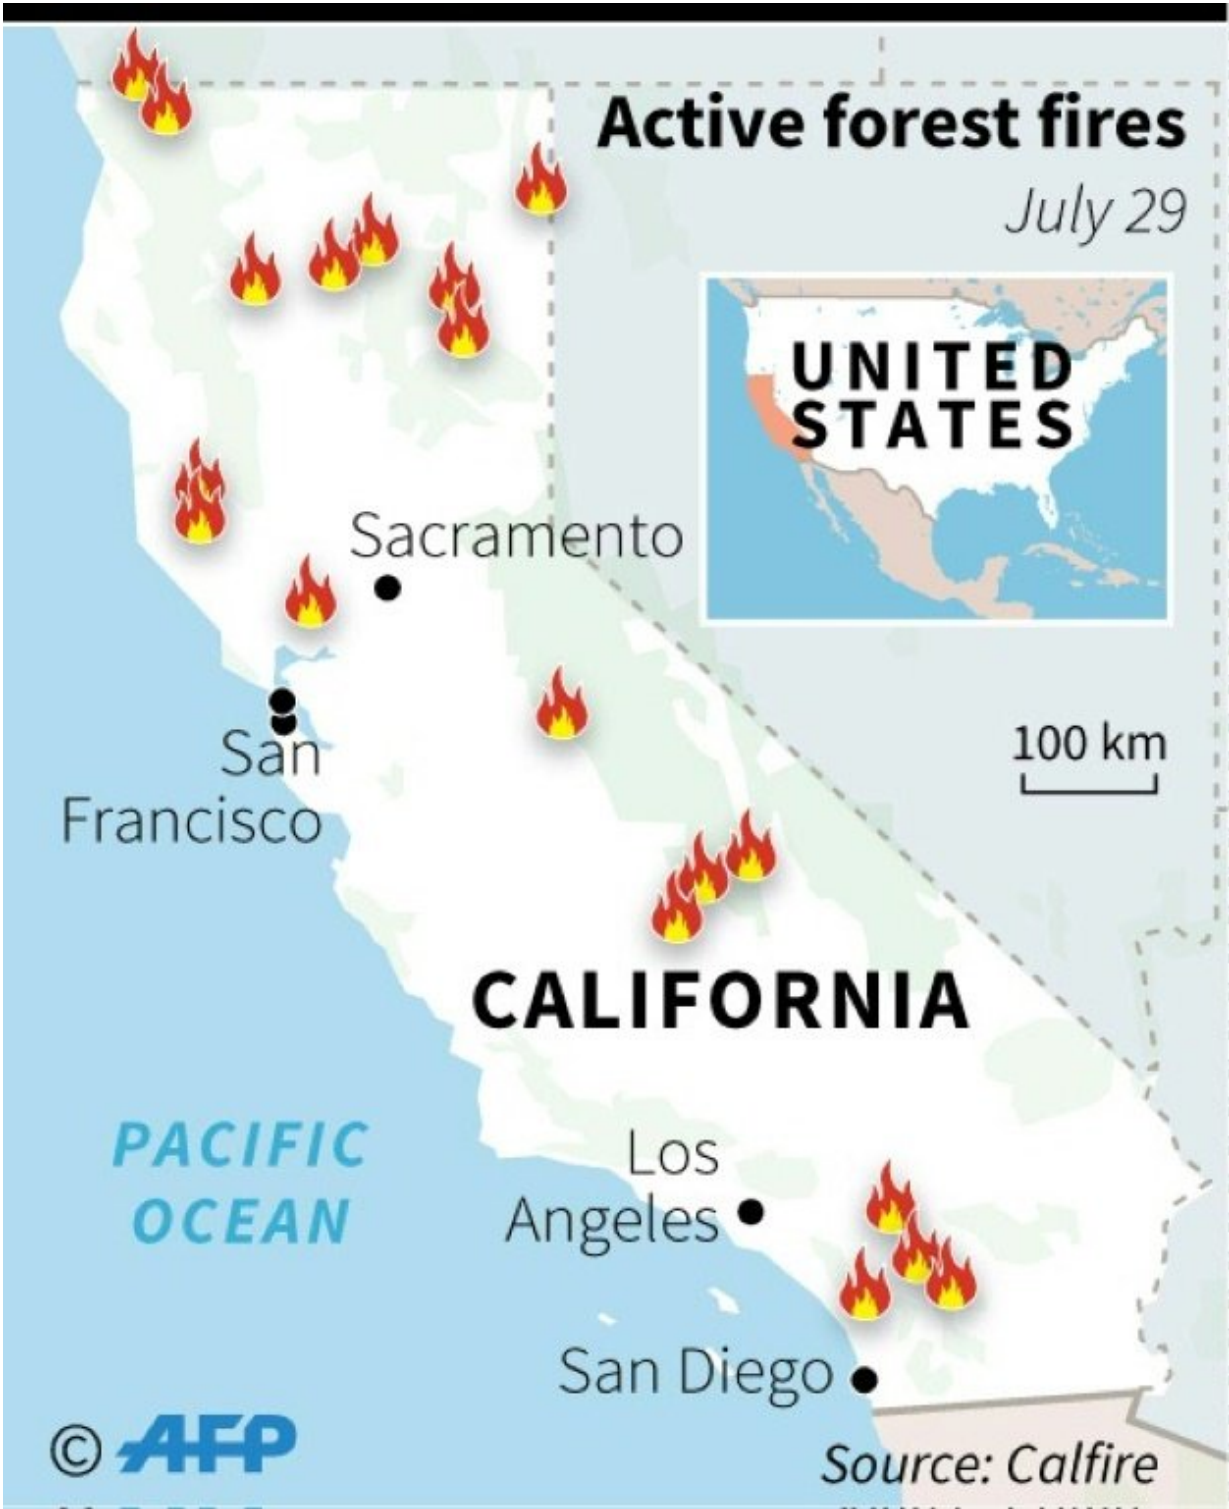 Active forest fires
July 29
UNITED
STATES
Sacramento
San
Francisco
100 km
CALIFORNIA
PACIFIC
OCEAN
Los
Angeles
San Diego
© AFP
Source: Calfire